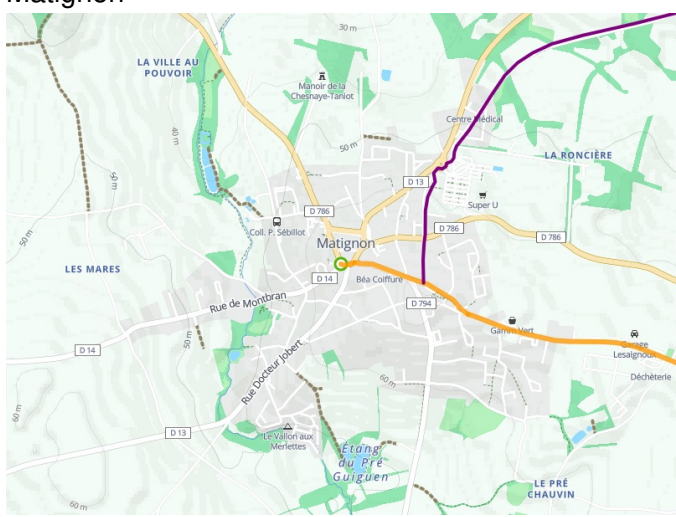 Matignon
30 m
LA VILLE AU
POUVOIR
Manoir de la
Chesnaye-Taniot
40 m
50 m
Centre Médical
LA RONCIÈRE
60 m
D 13
Super U
D 786
Coll. P. Sébillot
D 786
D 786
Matignon
50 m
LES MARES
D 14
Béa Coiffure
Rue de Montbran
D 794
Gamm Vert
Garage
Lesaignoux
50 m
D 14
Déchèterie
Rue Docteur Jobert
60 m
60 m
D 13
Le Vallon aux
Merlettes
Étang
du Pré
Guiguen
LE PRÉ
CHAUVIN
60 m